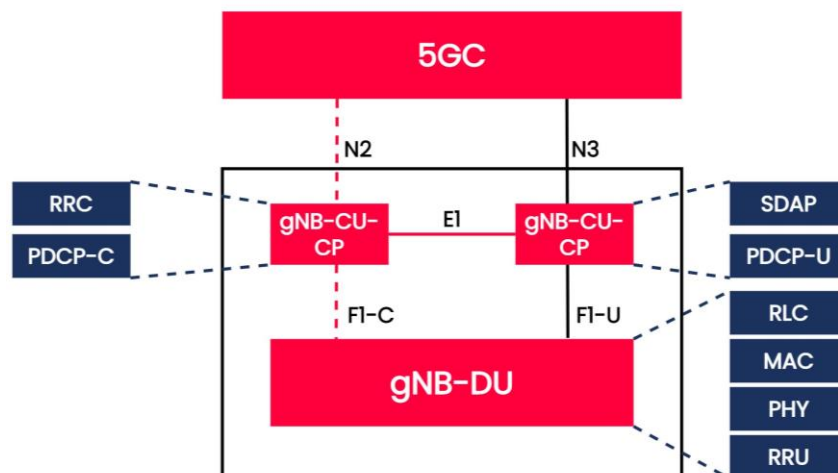 5GC
N2
N3
RRC
PDCP-C
gNB-CU-
CP
E1
gNB-CU-
CP
SDAP
PDCP-U
F1-C
F1-U
gNB-DU
RLC
MAC
PHY
RRU